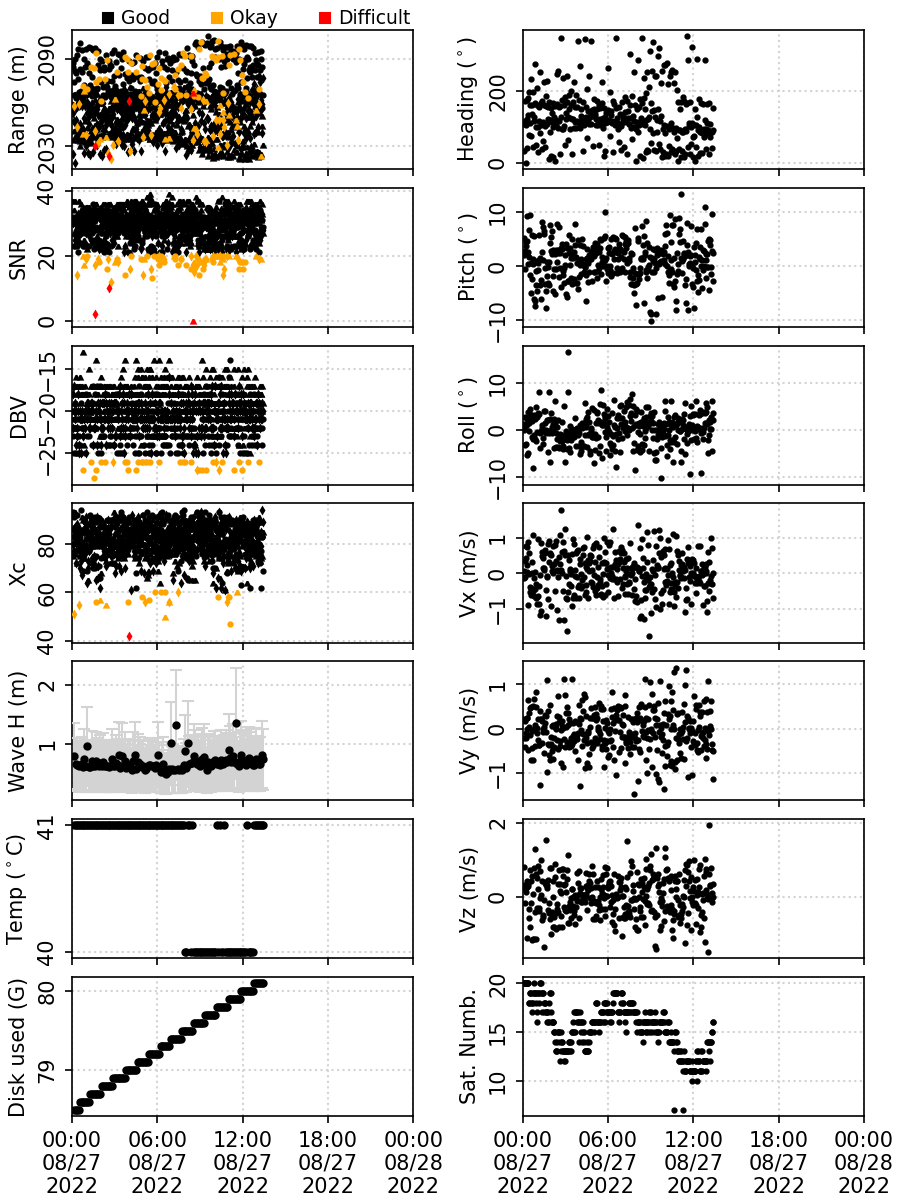 Good Okay Difficult
Range (m)
2090
2030
Heading (°)
200
0
SNR
40
20
0
Pitch (°)
10
0
−10
DBV
−15
−20
−25
Roll (°)
10
0
−10
Xc
80
60
40
Vx (m/s)
1
0
−1
Wave H (m)
2
1
Vy (m/s)
1
0
−1
Temp (°C)
41
40
Vz (m/s)
2
0
Disk used (G)
80
79
Sat. Numb.
20
15
10
00:00 06:00 12:00 18:00 00:00
08/27 08/27 08/27 08/27 08/28
2022 2022 2022 2022 2022
00:00 06:00 12:00 18:00 00:00
08/27 08/27 08/27 08/27 08/28
2022 2022 2022 2022 2022